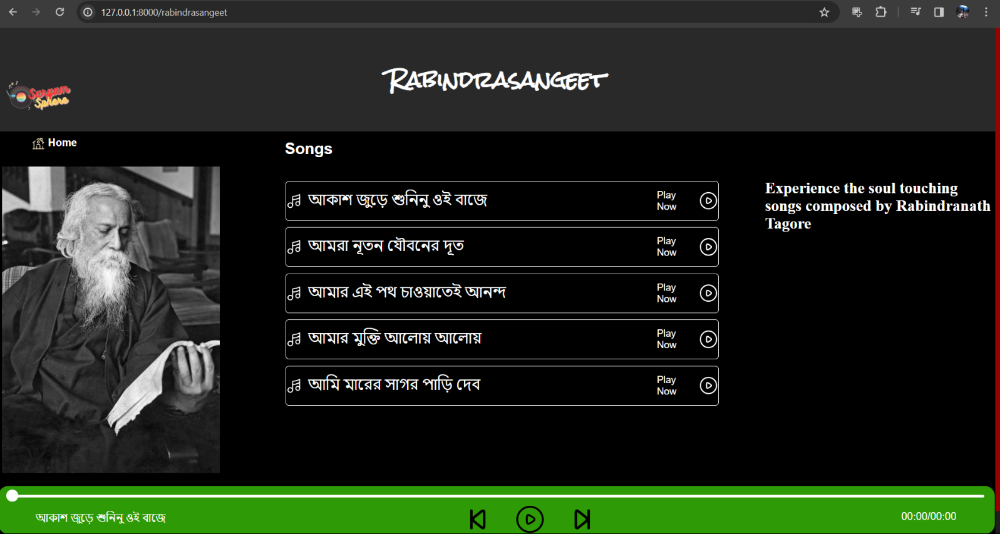 127.0.0.1:8000/rabindrasangeet
Rabindrasangeet
Sargam
Sphere
Home
Songs
আকাশ জুড়ে শুনিনু ওই বাজে
Play
Now
আমরা নূতন যৌবনের দূত
Play
Now
আমার এই পথ চাওয়াতেই আনন্দ
Play
Now
আমার মুক্তি আলোয় আলোয়
Play
Now
আমি মারের সাগর পাড়ি দেব
Play
Now
Experience the soul touching
songs composed by Rabindranath
Tagore
আকাশ জুড়ে শুনিনু ওই বাজে
00:00/00:00